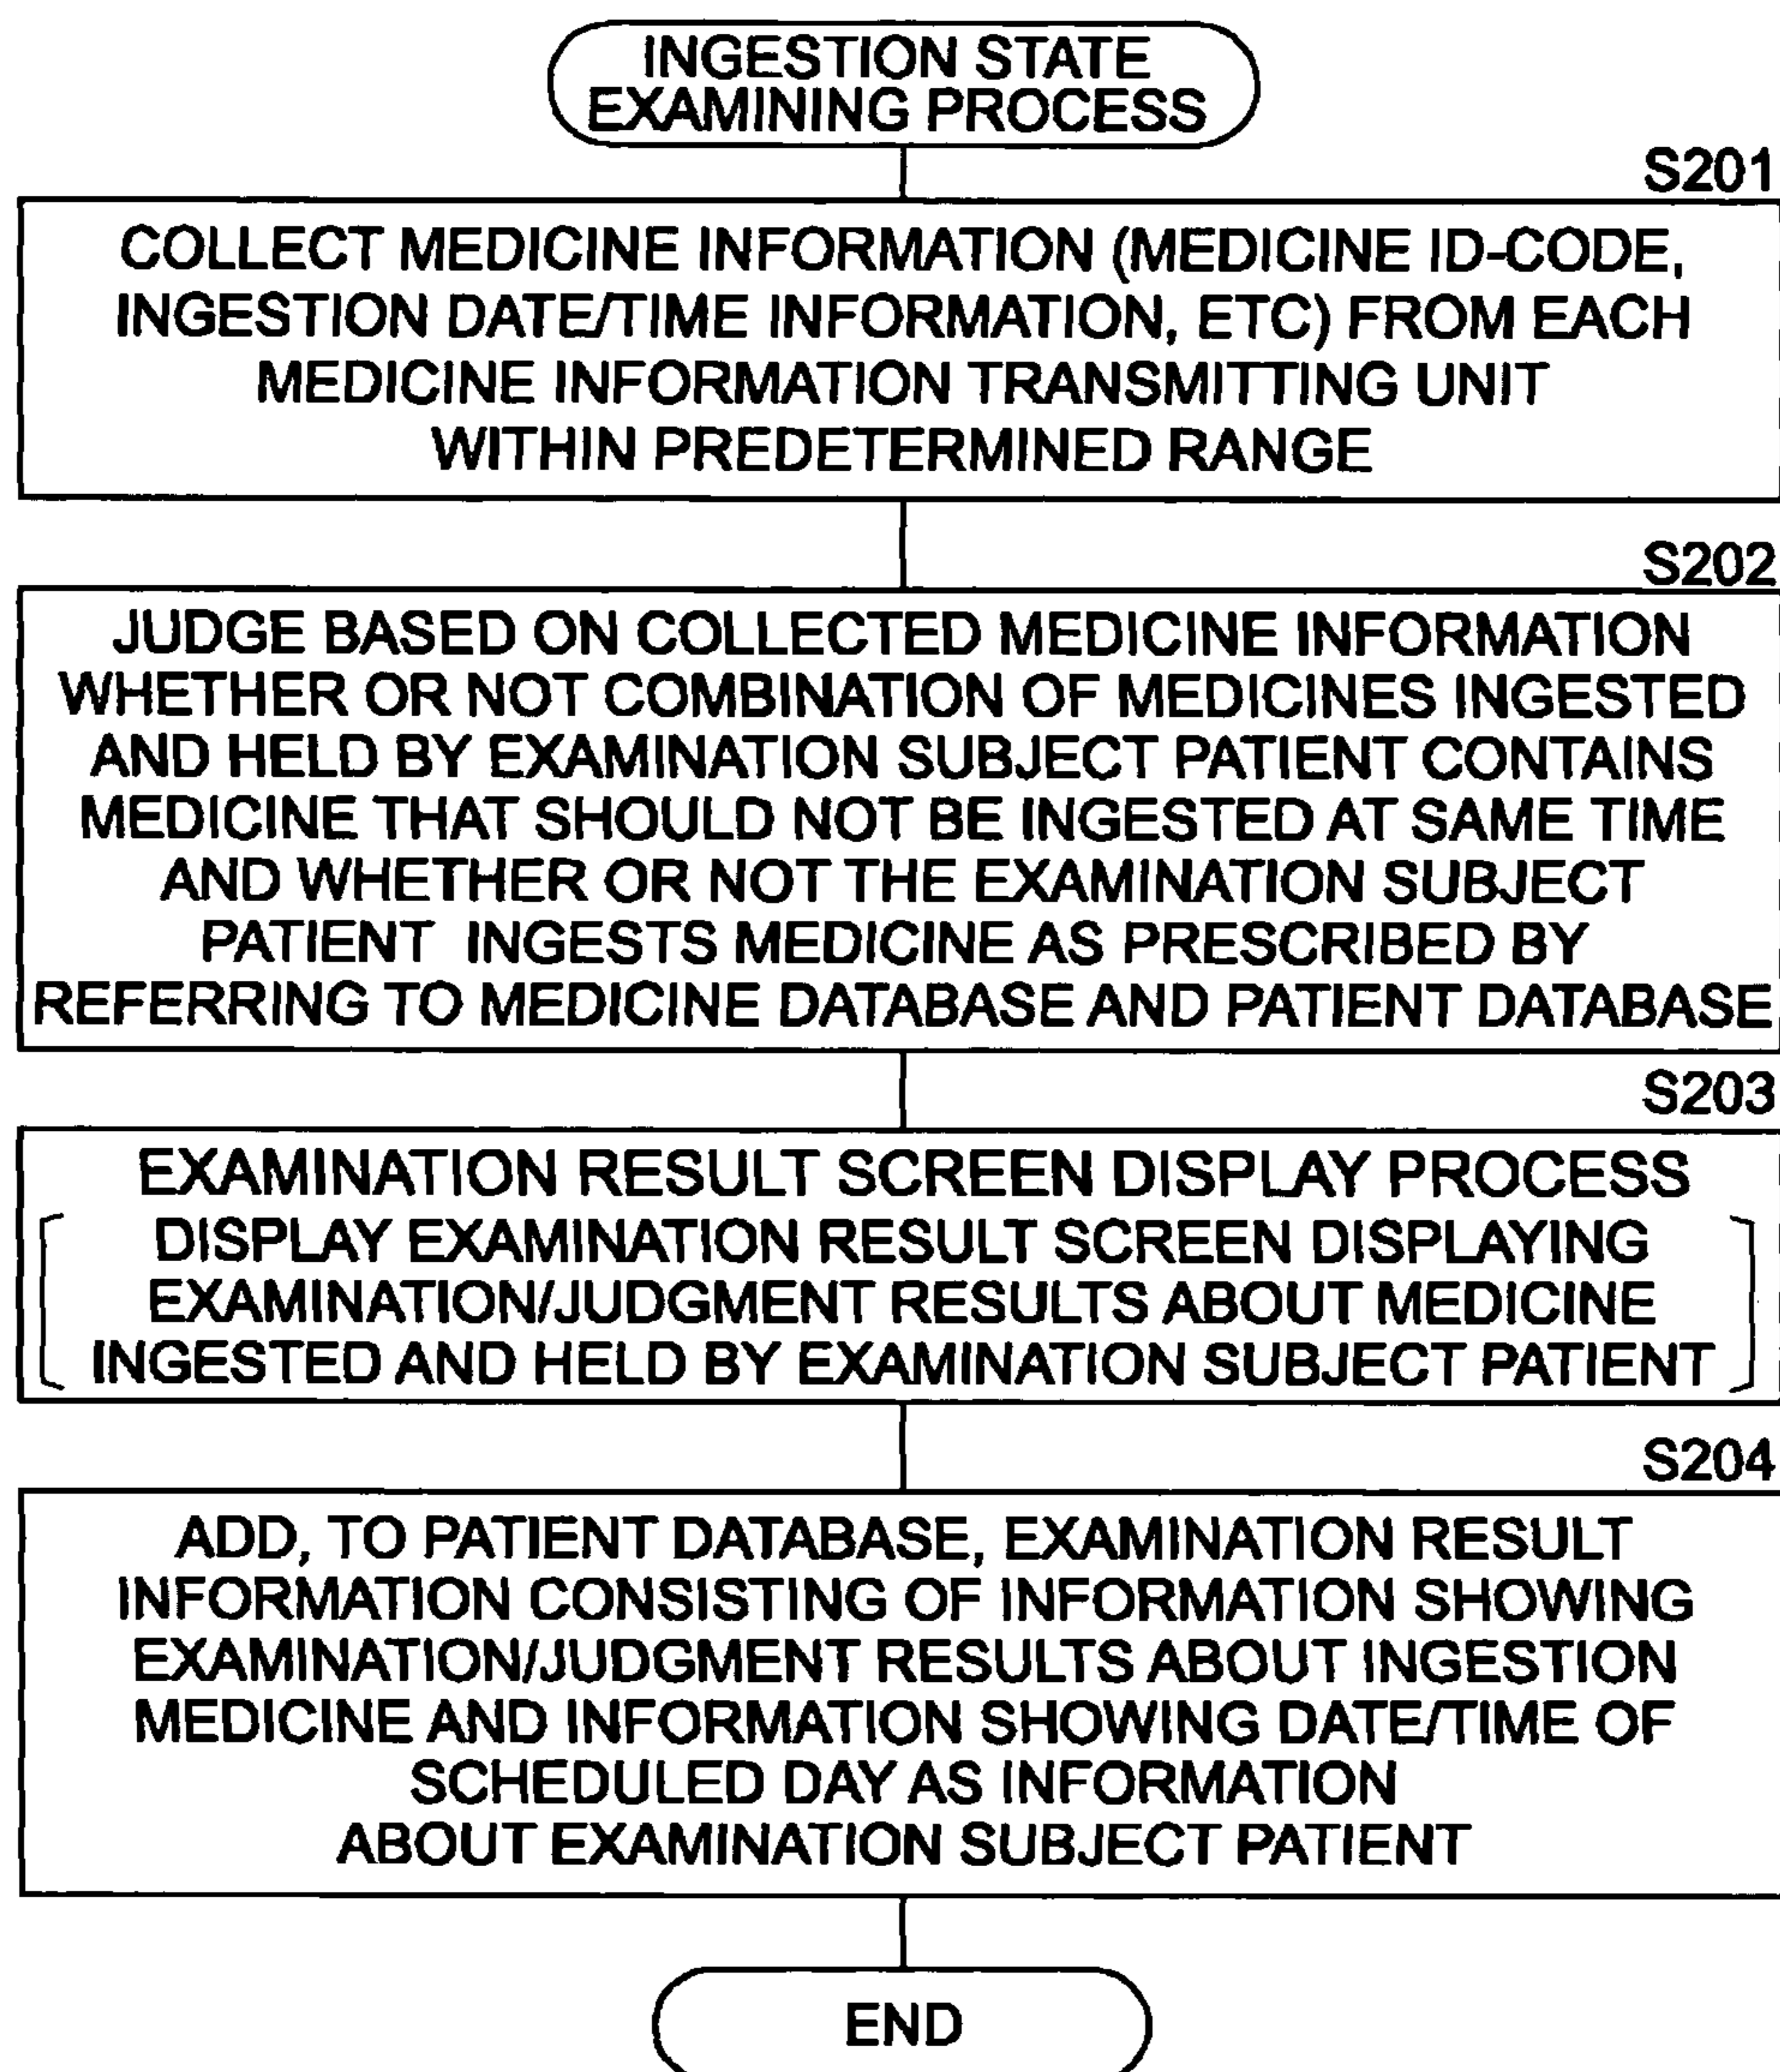 INGESTION STATE
EXAMINING PROCESS
S201
COLLECT MEDICINE INFORMATION (MEDICINE ID-CODE,
INGESTION DATE/TIME INFORMATION, ETC) FROM EACH
MEDICINE INFORMATION TRANSMITTING UNIT
WITHIN PREDETERMINED RANGE
S202
JUDGE BASED ON COLLECTED MEDICINE INFORMATION
WHETHER OR NOT COMBINATION OF MEDICINES INGESTED
AND HELD BY EXAMINATION SUBJECT PATIENT CONTAINS
MEDICINE THAT SHOULD NOT BE INGESTED AT SAME TIME
AND WHETHER OR NOT THE EXAMINATION SUBJECT
PATIENT INGESTS MEDICINE AS PRESCRIBED BY
REFERRING TO MEDICINE DATABASE AND PATIENT DATABASE
S203
EXAMINATION RESULT SCREEN DISPLAY PROCESS
DISPLAY EXAMINATION RESULT SCREEN DISPLAYING
EXAMINATION/JUDGMENT RESULTS ABOUT MEDICINE
INGESTED AND HELD BY EXAMINATION SUBJECT PATIENT
S204
ADD, TO PATIENT DATABASE, EXAMINATION RESULT
INFORMATION CONSISTING OF INFORMATION SHOWING
EXAMINATION/JUDGMENT RESULTS ABOUT INGESTION
MEDICINE AND INFORMATION SHOWING DATE/TIME OF
SCHEDULED DAY AS INFORMATION
ABOUT EXAMINATION SUBJECT PATIENT
END